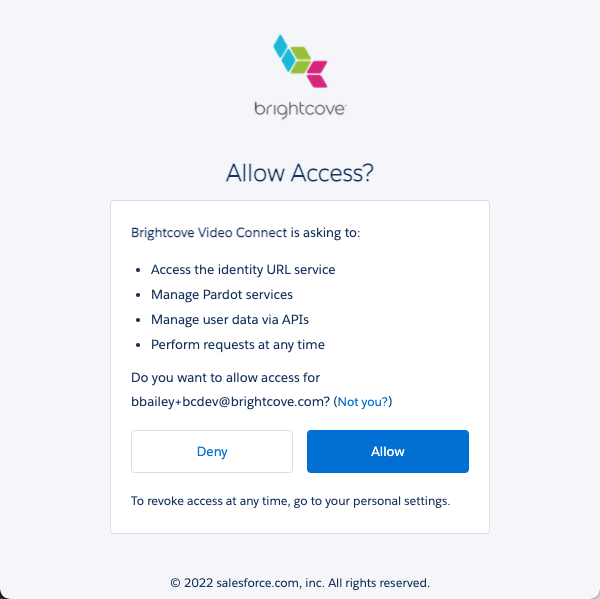 brightcove
Allow Access?
Brightcove Video Connect is asking to:
• Access the identity URL service
• Manage Pardot services
• Manage user data via APIs
• Perform requests at any time
Do you want to allow access for
bbailey+bcdev@brightcove.com? (Not you?)
Deny
Allow
To revoke access at any time, go to your personal settings.
© 2022 salesforce.com, inc. All rights reserved.